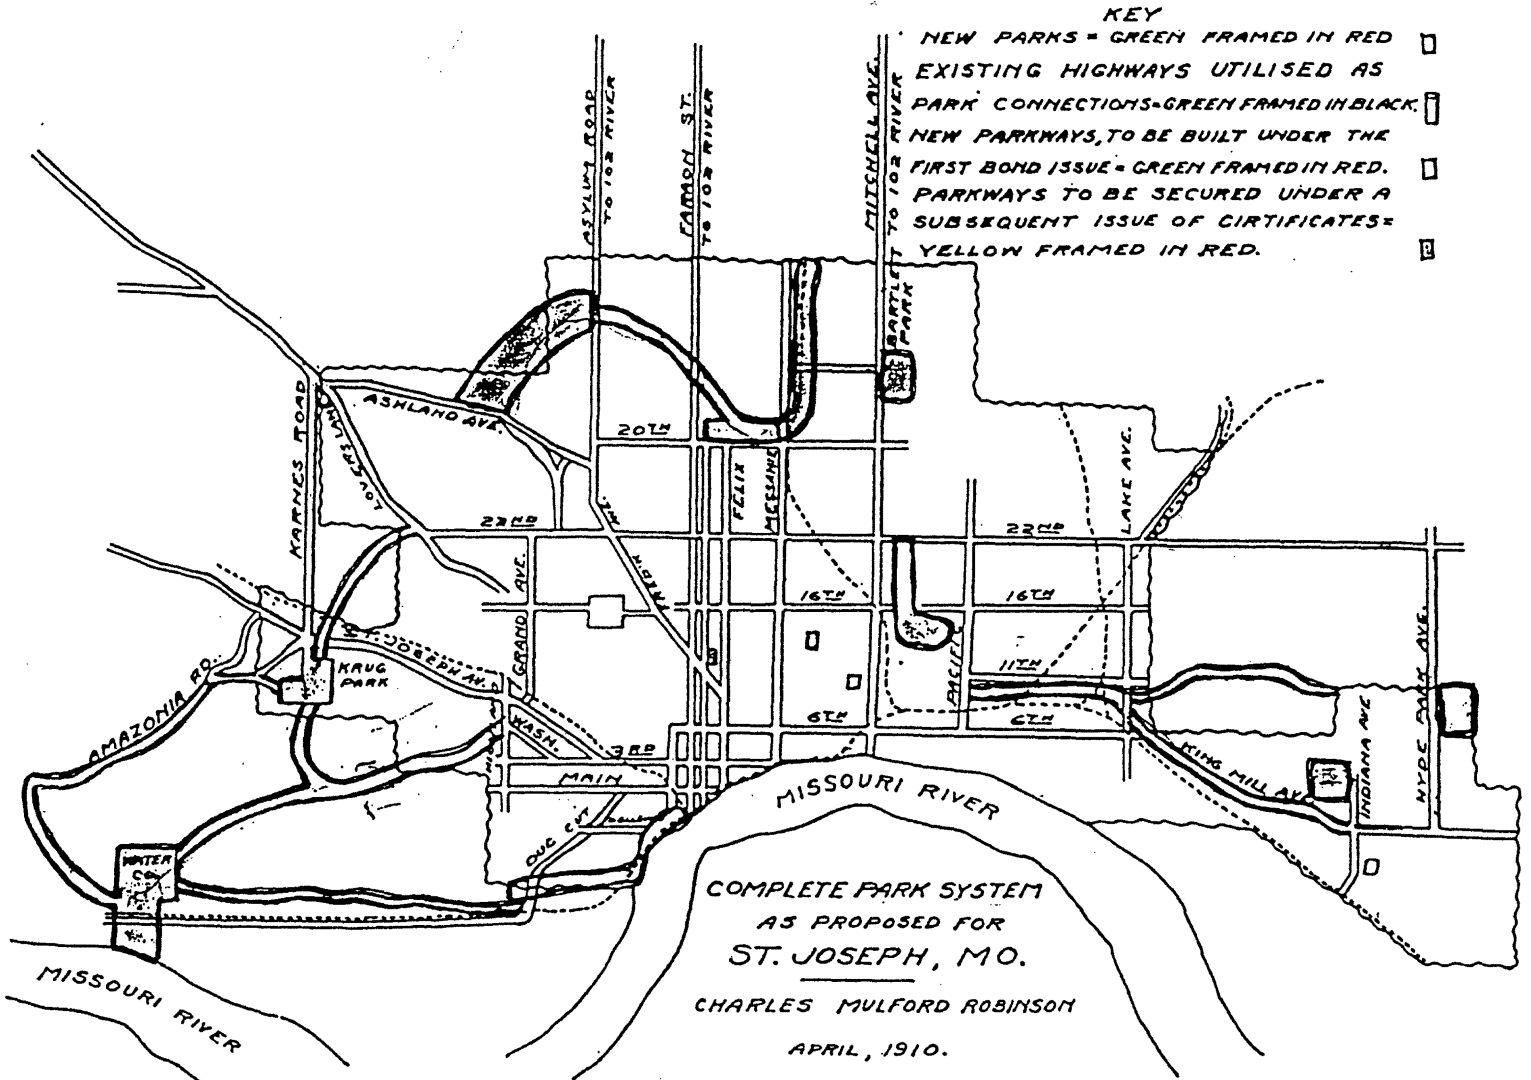 KEY
NEW PARKS = GREEN FRAMED IN RED
EXISTING HIGHWAYS UTILISED AS
PARK CONNECTIONS=GREEN FRAMED IN BLACK.
NEW PARKWAYS, TO BE BUILT UNDER THE
FIRST BOND ISSUE = GREEN FRAMED IN RED.
PARKWAYS TO BE SECURED UNDER A
SUBSEQUENT ISSUE OF CIRTIFICATES=
YELLOW FRAMED IN RED.
ASYLUM ROAD
TO 102 RIVER
FARAON ST.
TO 102 RIVER
MITCHELL AVE.
TO 102 RIVER
BARTLET
PARK
KARNES ROAD
LOVERS LANE
ASHLAND AVE.
20TH
FELIX
MESSANIE
LAKE AVE.
22ND
22ND
GRAND AVE.
16TH
16TH
ST. JOSEPH AV.
KRUG
PARK
AMAZONIA RD.
11TH
PACIFIC
6TH
6TH
WASH.
3RD
MAIN
KING MILL AVE
INDIANA AVE
HYDE PARK AVE.
WATER
CO.
MISSOURI RIVER
MISSOURI RIVER
COMPLETE PARK SYSTEM
AS PROPOSED FOR
ST. JOSEPH, MO.
CHARLES MULFORD ROBINSON
APRIL, 1910.